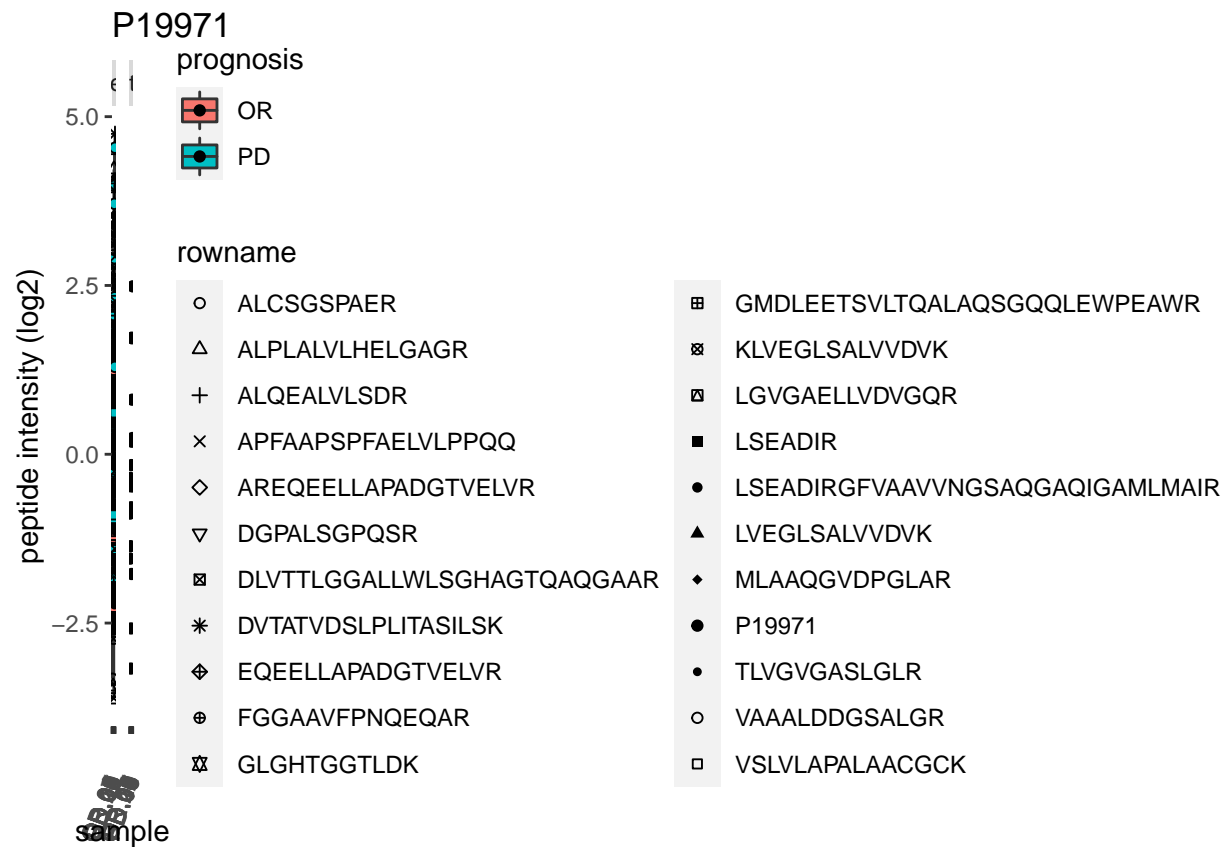 P19971
prognosis
OR
PD
rowname
ALCSGSPAER
ALPLALVLHELGAGR
ALQEALVLSDR
APFAAPSPFAELVLPPQQ
AREQEELLAPADGTVELVR
DGPALSGPQSR
DLVTTLGGALLWLSGHAGTQAQGAAR
DVTATVDSLPLITASILSK
EQEELLAPADGTVELVR
FGGAAVFPNQEQAR
GLGHTGGTLDK
GMDLEETSVLTQALAQSGQQLEWPEAWR
KLVEGLSALVVDVK
LGVGAELLVDVGQR
LSEADIR
LSEADIRGFVAAVVNGSAQGAQIGAMLMAIR
LVEGLSALVVDVK
MLAAQGVDPGLAR
P19971
TLVGVGASLGLR
VAAALDDGSALGR
VSLVLAPALAACGCK
5.0
2.5
0.0
−2.5
peptide intensity (log2)
sample